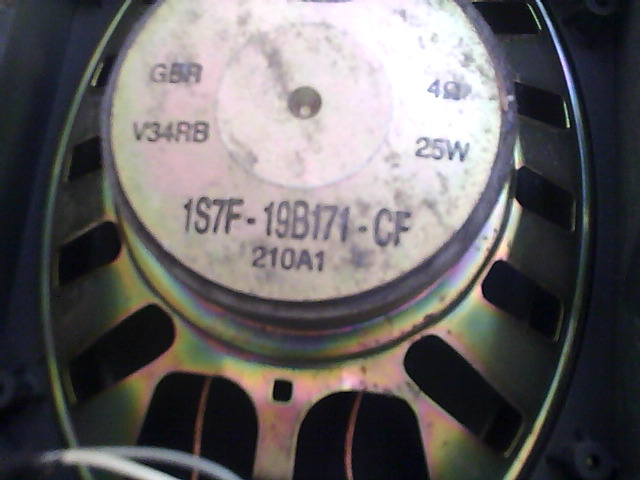 GBR 4Ω
V34RB 25W
1S7F - 19B171 - CF
210A1